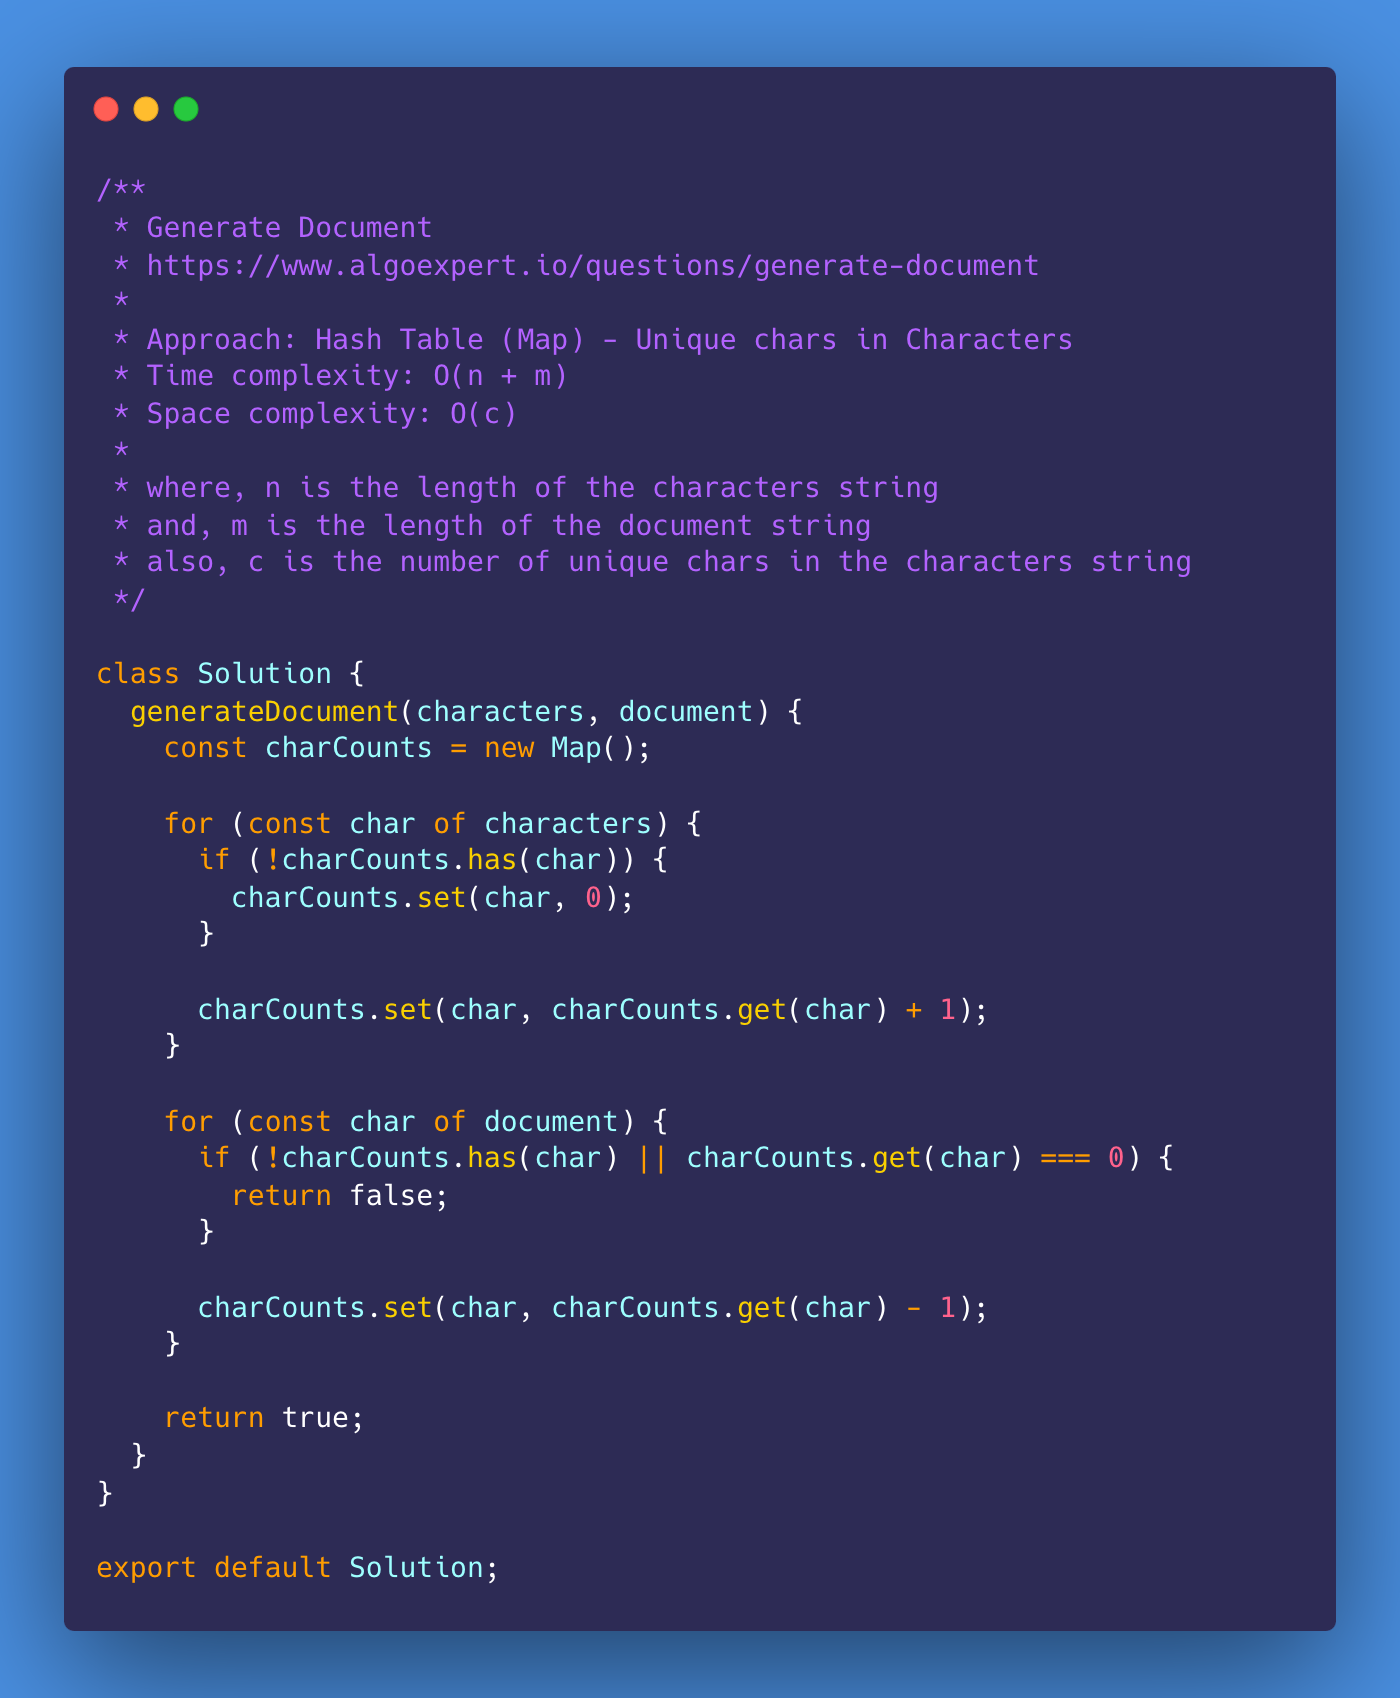 /**
 * Generate Document
 * https://www.algoexpert.io/questions/generate-document
 *
 * Approach: Hash Table (Map) - Unique chars in Characters
 * Time complexity: O(n + m)
 * Space complexity: O(c)
 *
 * where, n is the length of the characters string
 * and, m is the length of the document string
 * also, c is the number of unique chars in the characters string
 */

class Solution {
  generateDocument(characters, document) {
    const charCounts = new Map();

    for (const char of characters) {
      if (!charCounts.has(char)) {
        charCounts.set(char, 0);
      }

      charCounts.set(char, charCounts.get(char) + 1);
    }

    for (const char of document) {
      if (!charCounts.has(char) || charCounts.get(char) === 0) {
        return false;
      }

      charCounts.set(char, charCounts.get(char) - 1);
    }

    return true;
  }
}

export default Solution;